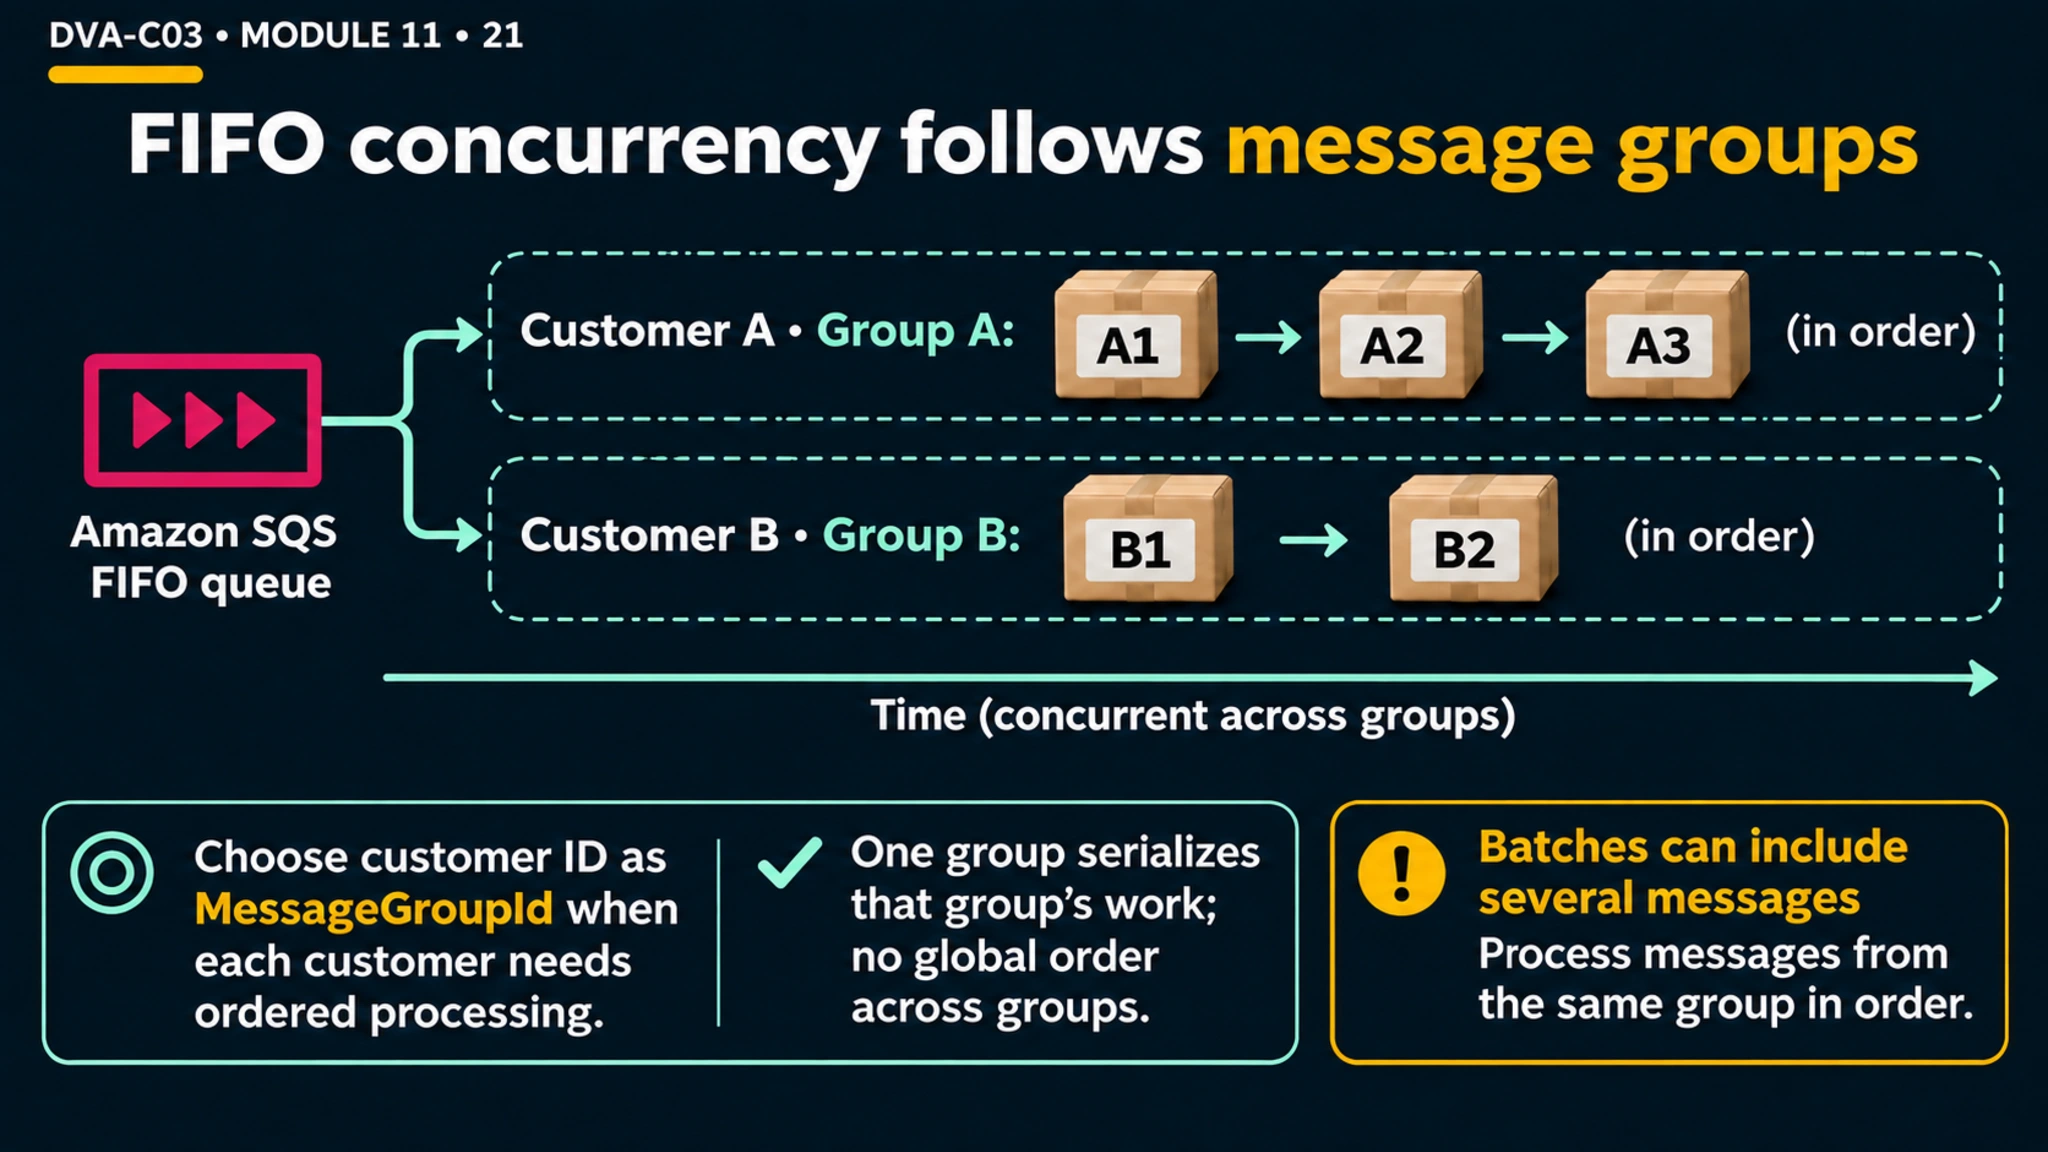 DVA-C03 • MODULE 11 • 21
FIFO concurrency follows message groups
Customer A • Group A:
A1
A2
A3
(in order)
Amazon SQS
FIFO queue
Customer B • Group B:
B1
B2
(in order)
Time (concurrent across groups)
Choose customer ID as
MessageGroupId when
each customer needs
ordered processing.
One group serializes
that group’s work;
no global order
across groups.
Batches can include
several messages
Process messages from
the same group in order.